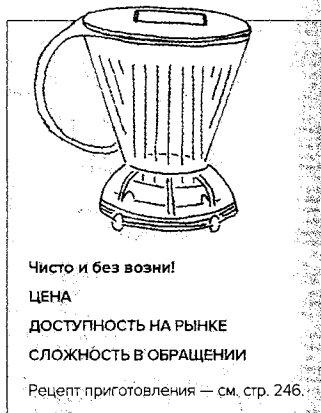 Чисто и без возни!
ЦЕНА
ДОСТУПНОСТЬ НА РЫНКЕ
СЛОЖНОСТЬ В ОБРАЩЕНИИ
Рецепт приготовления — см. стр. 246.